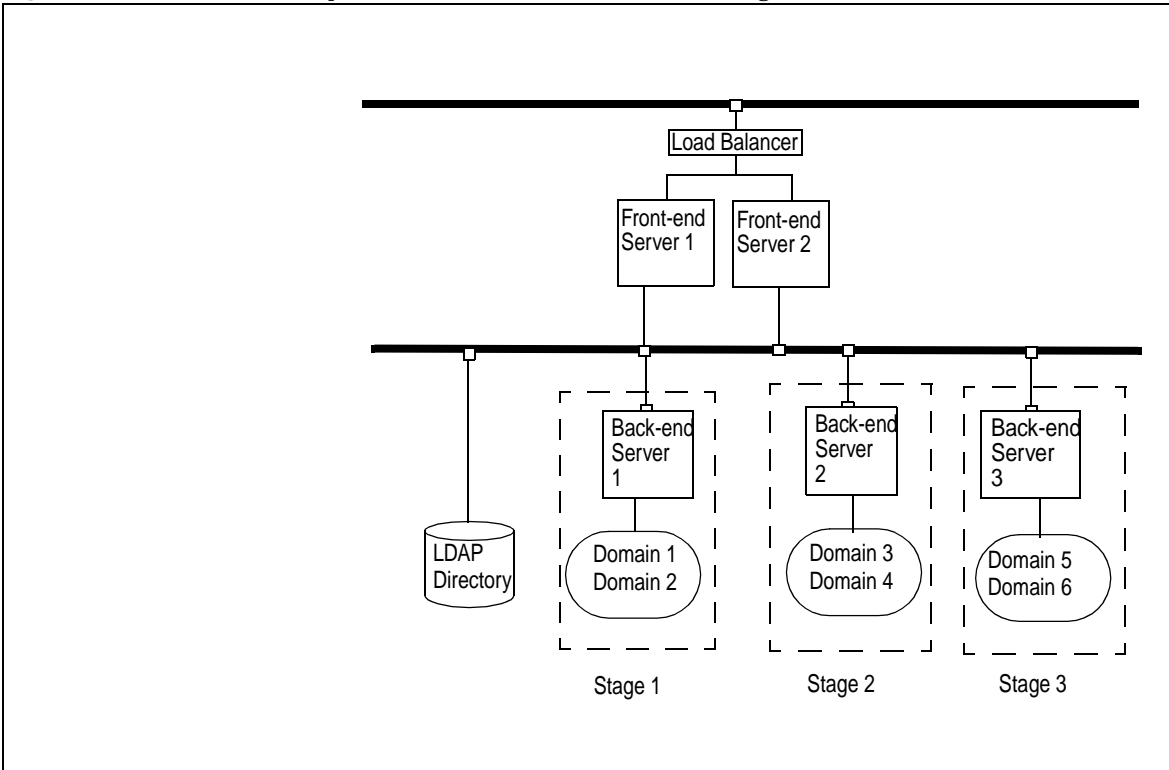 Load Balancer
Front-end
Server 1
Front-end
Server 2
Back-end
Server
1
Back-end
Server
2
Back-end
Server
3
LDAP
Directory
Domain 1
Domain 2
Domain 3
Domain 4
Domain 5
Domain 6
Stage 1
Stage 2
Stage 3